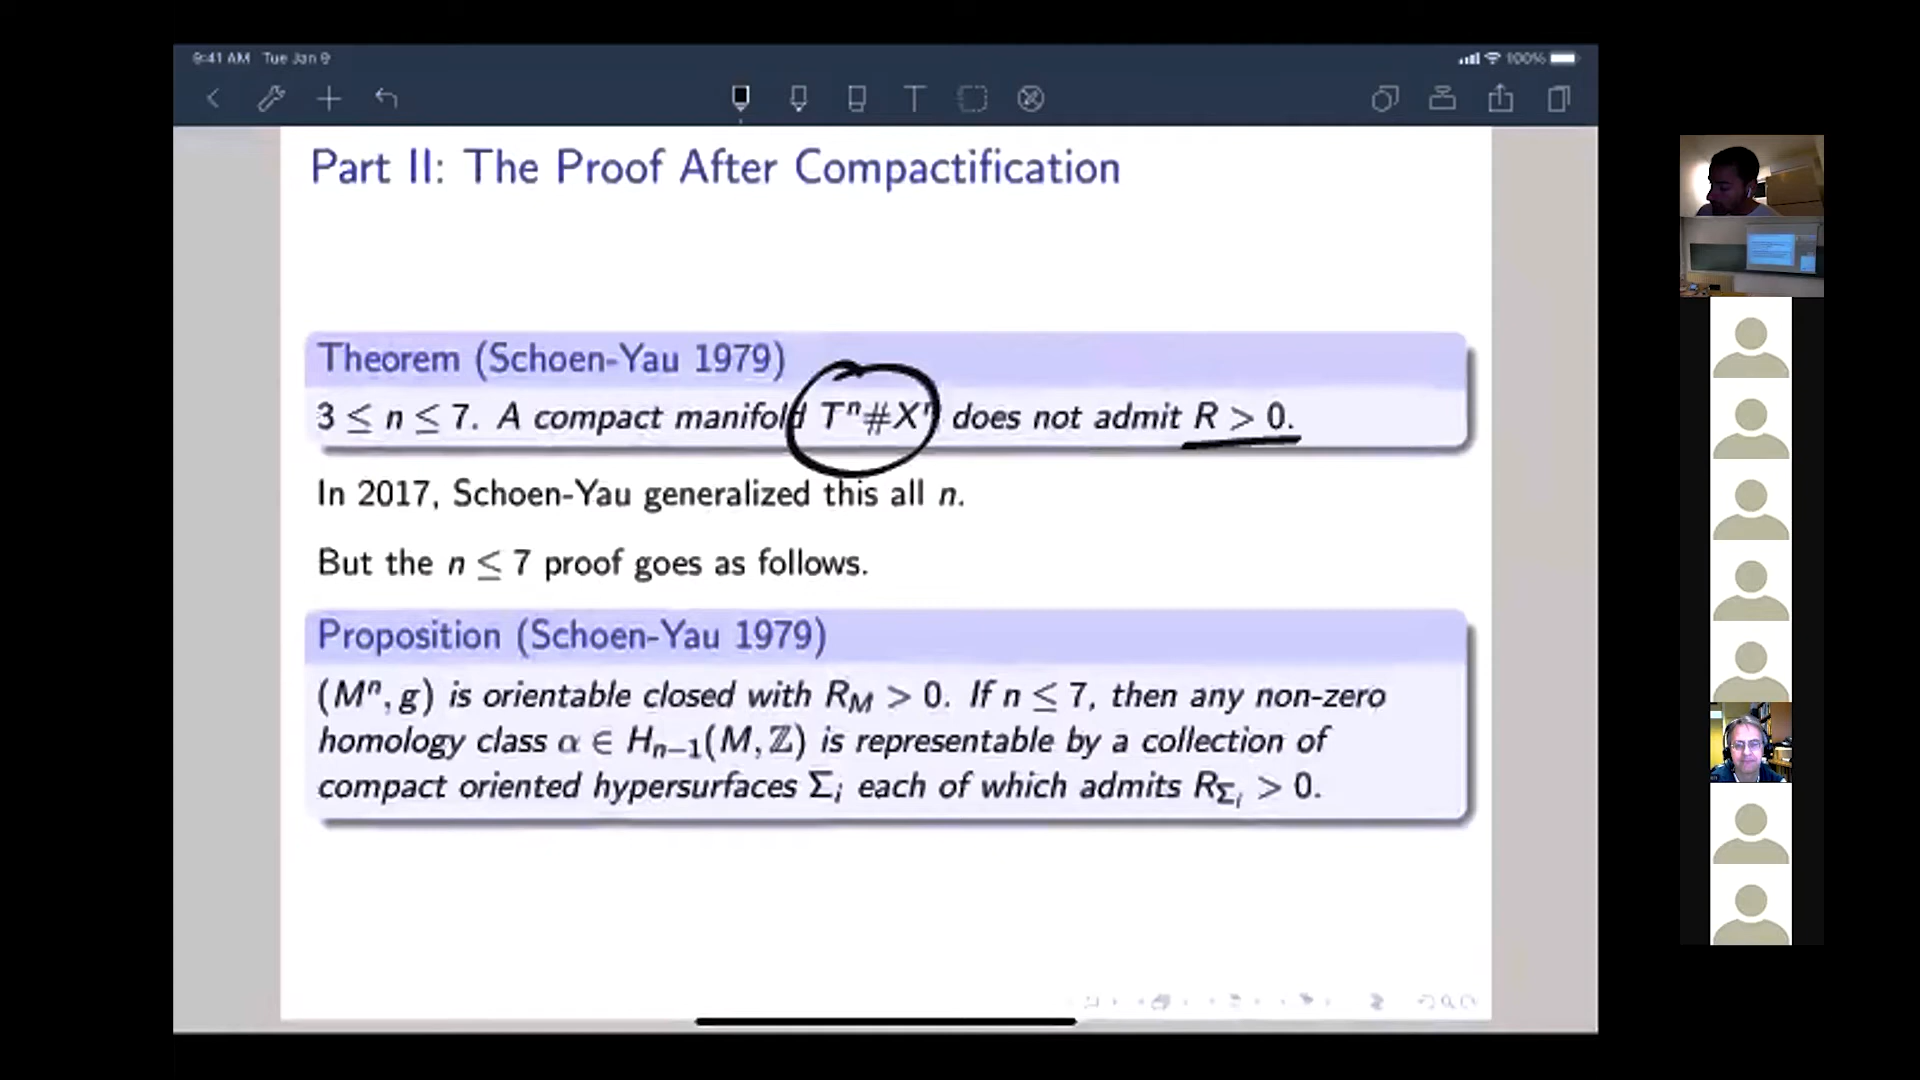 9:41 AM Tue Jan 9
100%
Part II: The Proof After Compactification
Theorem (Schoen-Yau 1979)
3 ≤ n ≤ 7. A compact manifold Tⁿ#Xⁿ does not admit R > 0.
In 2017, Schoen-Yau generalized this all n.
But the n ≤ 7 proof goes as follows.
Proposition (Schoen-Yau 1979)
(Mⁿ, g) is orientable closed with R_M > 0. If n ≤ 7, then any non-zero
homology class α ∈ H_{n−1}(M, ℤ) is representable by a collection of
compact oriented hypersurfaces Σ_i each of which admits R_{Σ_i} > 0.